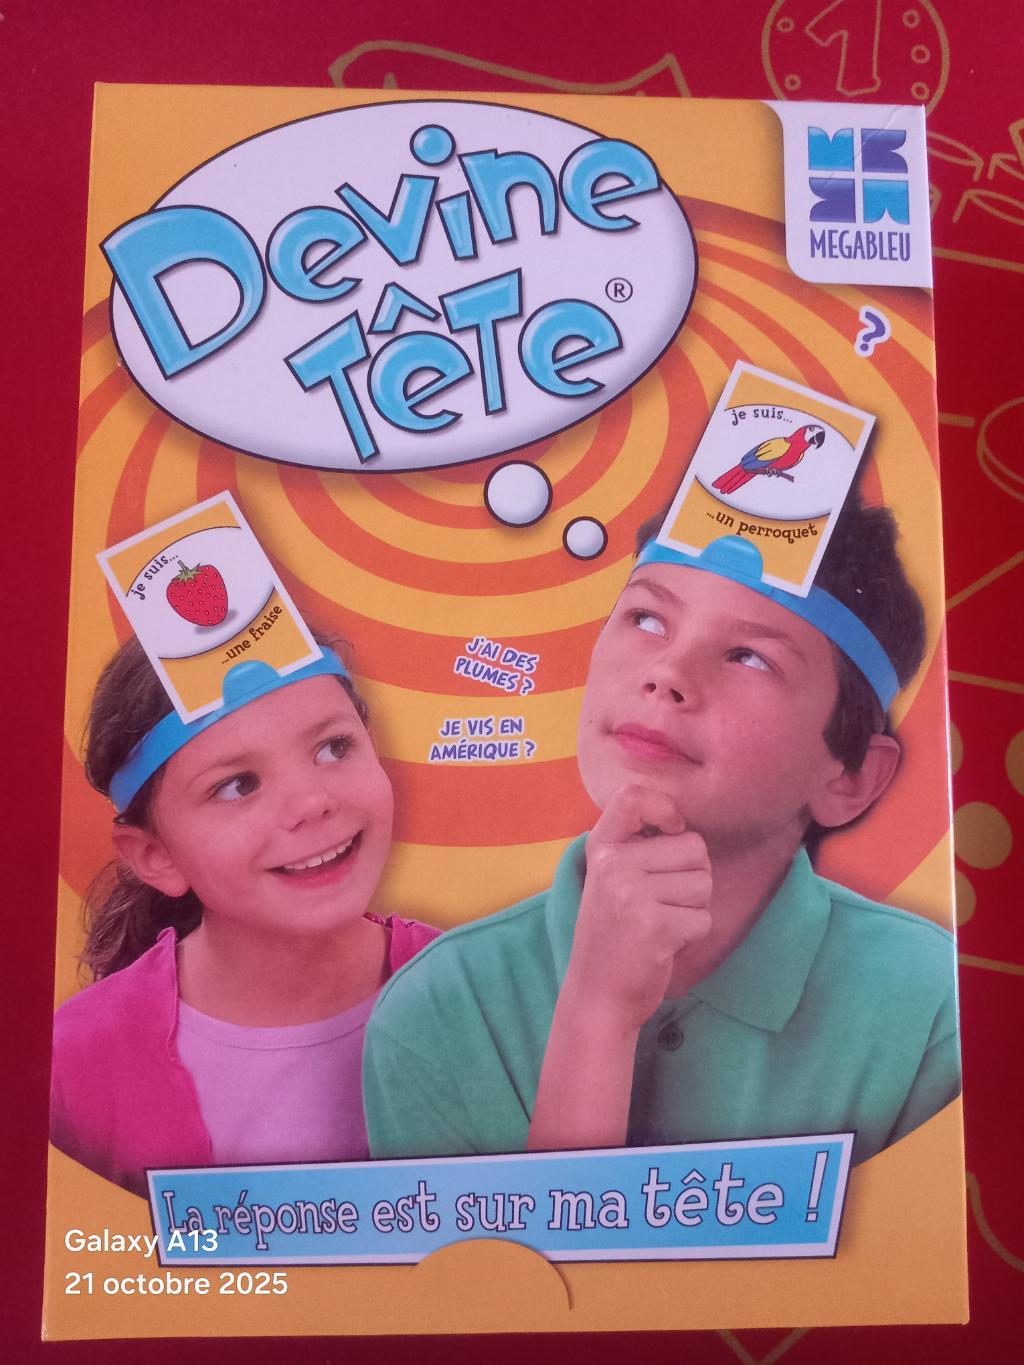 Devine
Tête ®
MEGABLEU
?
je suis...
...un perroquet
je suis...
...une fraise
J'AI DES
PLUMES ?
JE VIS EN
AMÉRIQUE ?
La réponse est sur ma tête !
Galaxy A13
21 octobre 2025
1